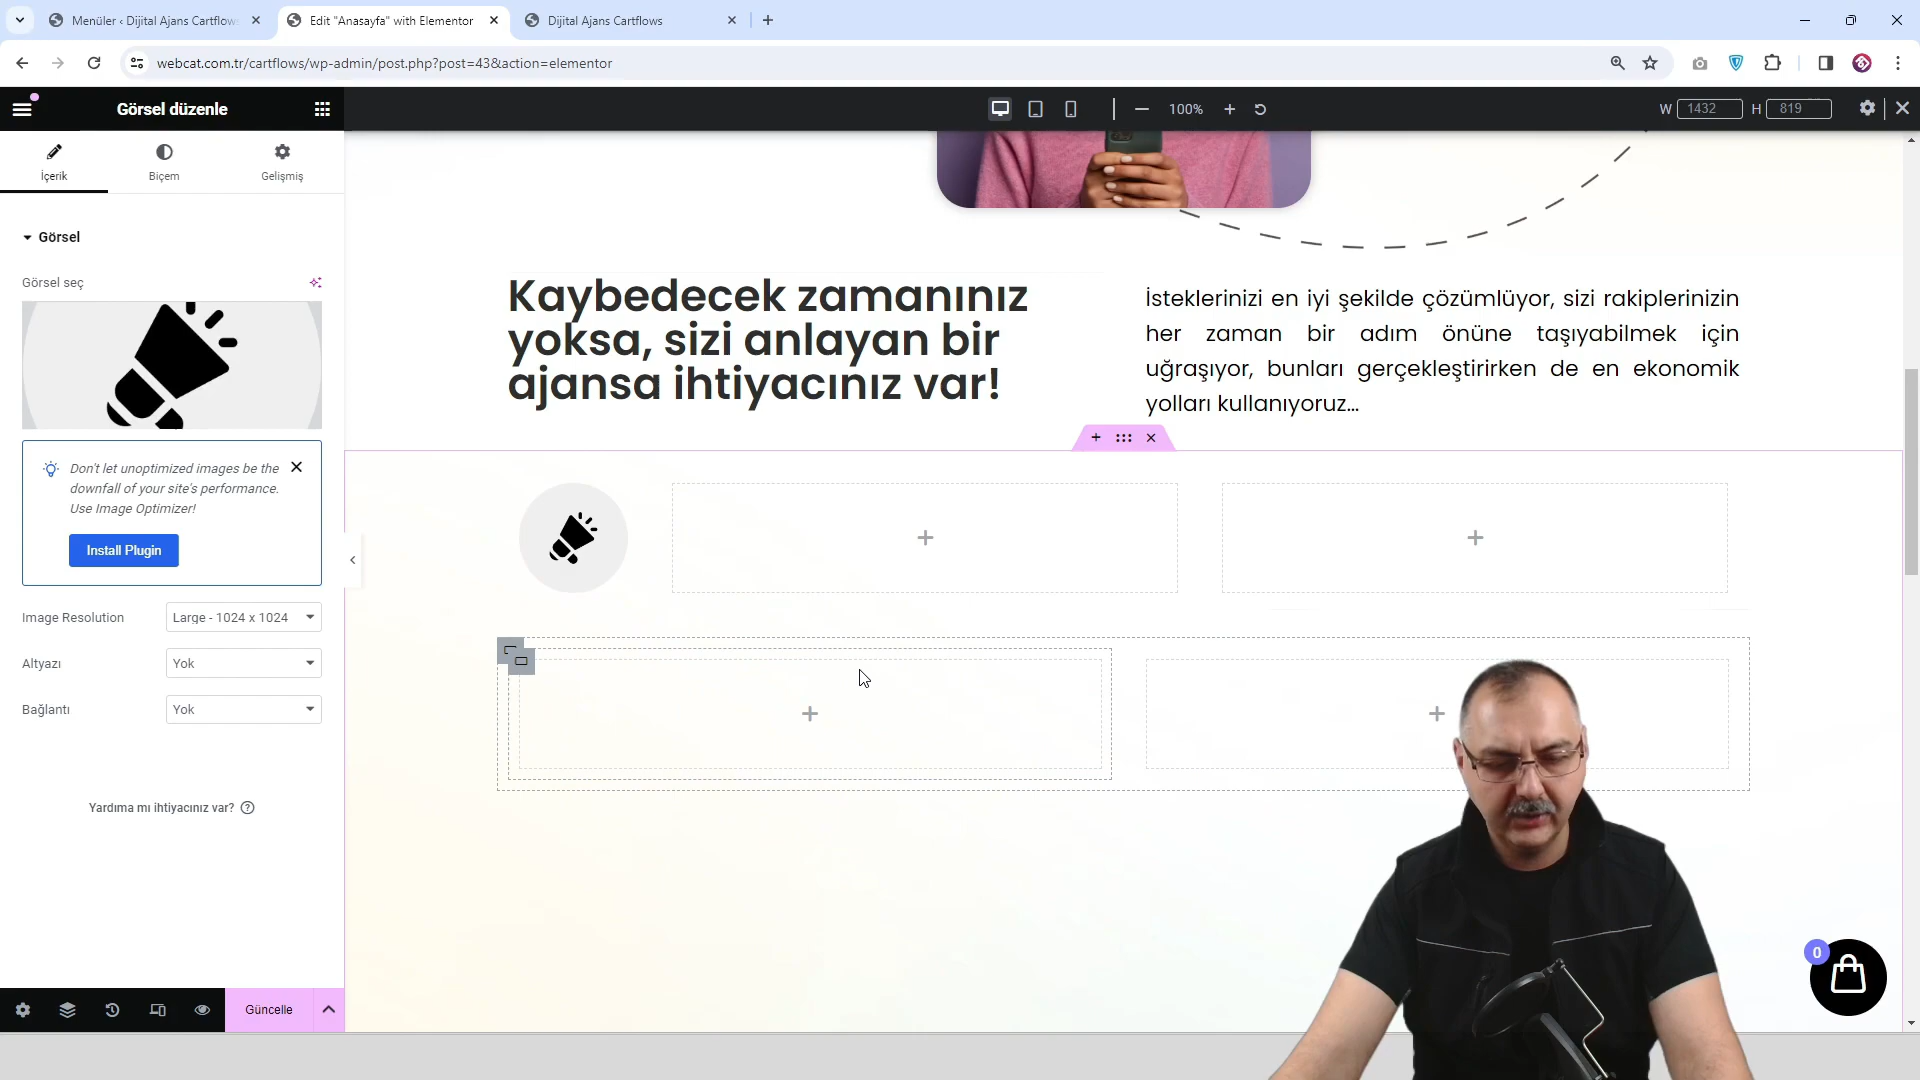 Menüler ‹ Dijital Ajans Cartflow
Edit "Anasayfa" with Elementor
Dijital Ajans Cartflows
webcat.com.tr/cartflows/wp-admin/post.php?post=43&action=elementor
Görsel düzenle
100%
W 1432 H 819
İçerik
Biçem
Gelişmiş
Görsel
Görsel seç
Don't let unoptimized images be the
downfall of your site's performance.
Use Image Optimizer!
Install Plugin
Image Resolution
Large - 1024 x 1024
Altyazı
Yok
Bağlantı
Yok
Yardıma mı ihtiyacınız var?
Güncelle
Kaybedecek zamanınız
yoksa, sizi anlayan bir
ajansa ihtiyacınız var!
İsteklerinizi en iyi şekilde çözümlüyor, sizi rakiplerinizin
her zaman bir adım önüne taşıyabilmek için
uğraşıyor, bunları gerçekleştirirken de en ekonomik
yolları kullanıyoruz...
0